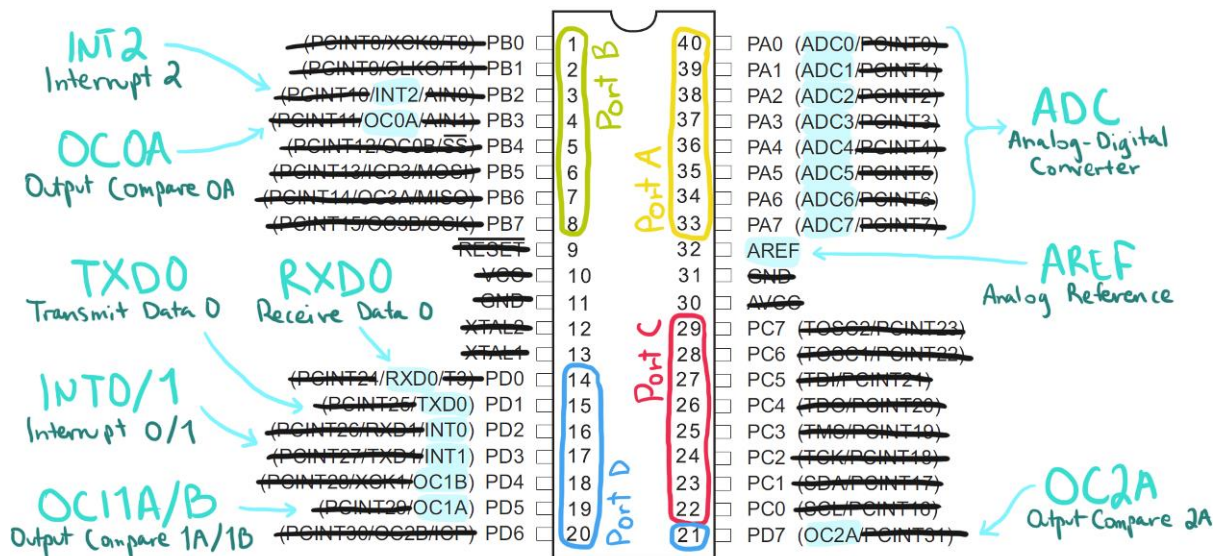 INT2
Interrupt 2
OC0A
Output Compare 0A
TXD0
Transmit Data 0
RXD0
Receive Data 0
INT0/1
Interrupt 0/1
OC11A/B
Output Compare 1A/1B
(PCINT8/XCK0/T0) PB0 1
(PCINT9/CLKO/T1) PB1 2
(PCINT10/INT2/AIN0) PB2 3
(PCINT11/OC0A/AIN1) PB3 4
(PCINT12/OC0B/SS) PB4 5
(PCINT13/ICP3/MOSI) PB5 6
(PCINT14/OC3A/MISO) PB6 7
(PCINT15/OC3B/SCK) PB7 8
RESET 9
VCC 10
GND 11
XTAL2 12
XTAL1 13
(PCINT24/RXD0/T3) PD0 14
(PCINT25/TXD0) PD1 15
(PCINT26/RXD1/INT0) PD2 16
(PCINT27/TXD1/INT1) PD3 17
(PCINT28/XCK1/OC1B) PD4 18
(PCINT29/OC1A) PD5 19
(PCINT30/OC2B/ICP) PD6 20
Port B
Port A
Port C
Port D
40 PA0 (ADC0/PCINT0)
39 PA1 (ADC1/PCINT1)
38 PA2 (ADC2/PCINT2)
37 PA3 (ADC3/PCINT3)
36 PA4 (ADC4/PCINT4)
35 PA5 (ADC5/PCINT5)
34 PA6 (ADC6/PCINT6)
33 PA7 (ADC7/PCINT7)
32 AREF
31 GND
30 AVCC
29 PC7 (TOSC2/PCINT23)
28 PC6 (TOSC1/PCINT22)
27 PC5 (TDI/PCINT21)
26 PC4 (TDO/PCINT20)
25 PC3 (TMS/PCINT19)
24 PC2 (TCK/PCINT18)
23 PC1 (SDA/PCINT17)
22 PC0 (SCL/PCINT16)
21 PD7 (OC2A/PCINT31)
ADC
Analog-Digital
Converter
AREF
Analog Reference
OC2A
Output Compare 2A